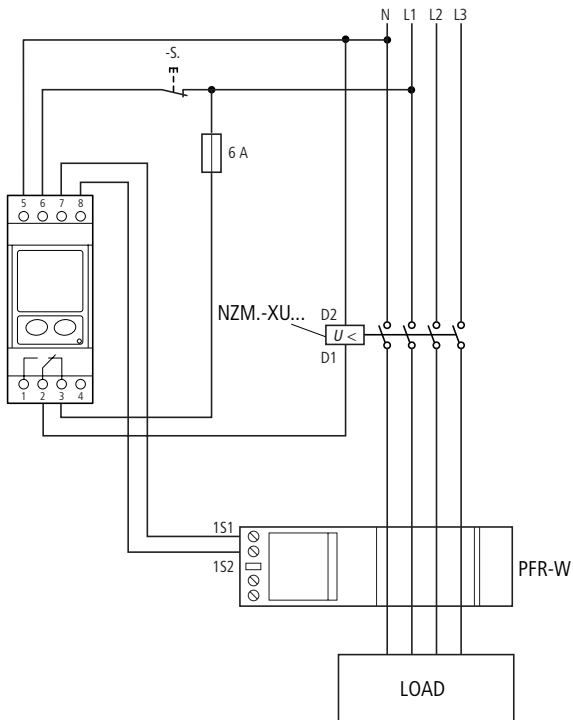 N L1 L2 L3
-S.
6 A
5 6 7 8
NZM.-XU...
D2
U <
D1
1 2 3 4
1S1
1S2
PFR-W
LOAD